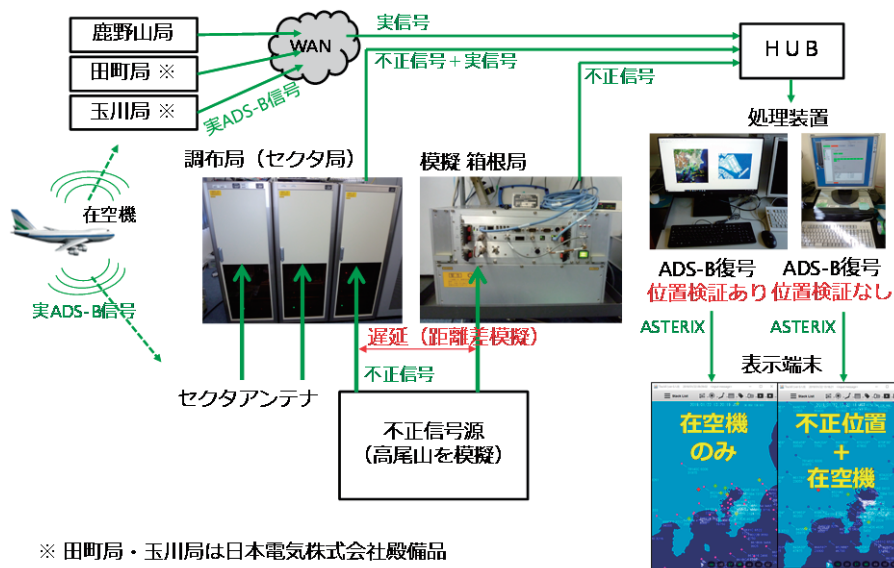 鹿野山局
田町局 ※
玉川局 ※
WAN
実信号
不正信号＋実信号
不正信号
HUB
実ADS-B信号
処理装置
調布局（セクタ局）
模擬 箱根局
在空機
実ADS-B信号
ADS-B復号
位置検証あり
ADS-B復号
位置検証なし
遅延（距離差模擬）
ASTERIX
ASTERIX
不正信号
表示端末
セクタアンテナ
不正信号源
（高尾山を模擬）
在空機
のみ
不正位置
＋
在空機
※ 田町局・玉川局は日本電気株式会社殿備品